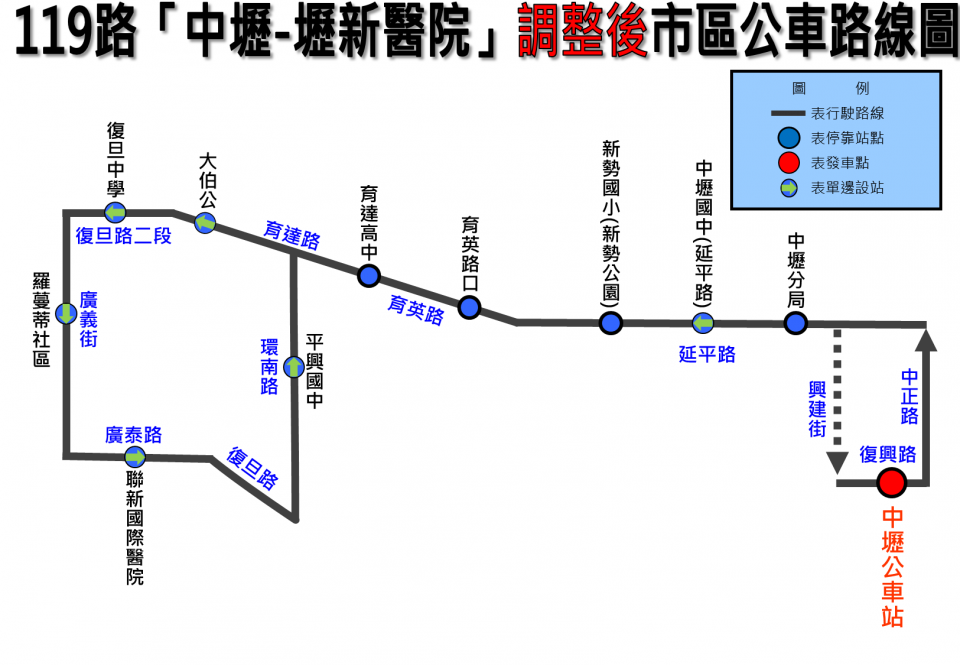 119路「中壢-壢新醫院」調整後市區公車路線圖
圖 例
表行駛路線
表停靠站點
表發車點
表單邊設站
復旦中學
大伯公
育達高中
育英路口
新勢國小(新勢公園)
中壢國中(延平路)
中壢分局
復旦路二段
育達路
育英路
延平路
羅蔓蒂社區
廣義街
環南路
平興國中
興建街
中正路
廣泰路
復旦路
復興路
聯新國際醫院
中壢公車站